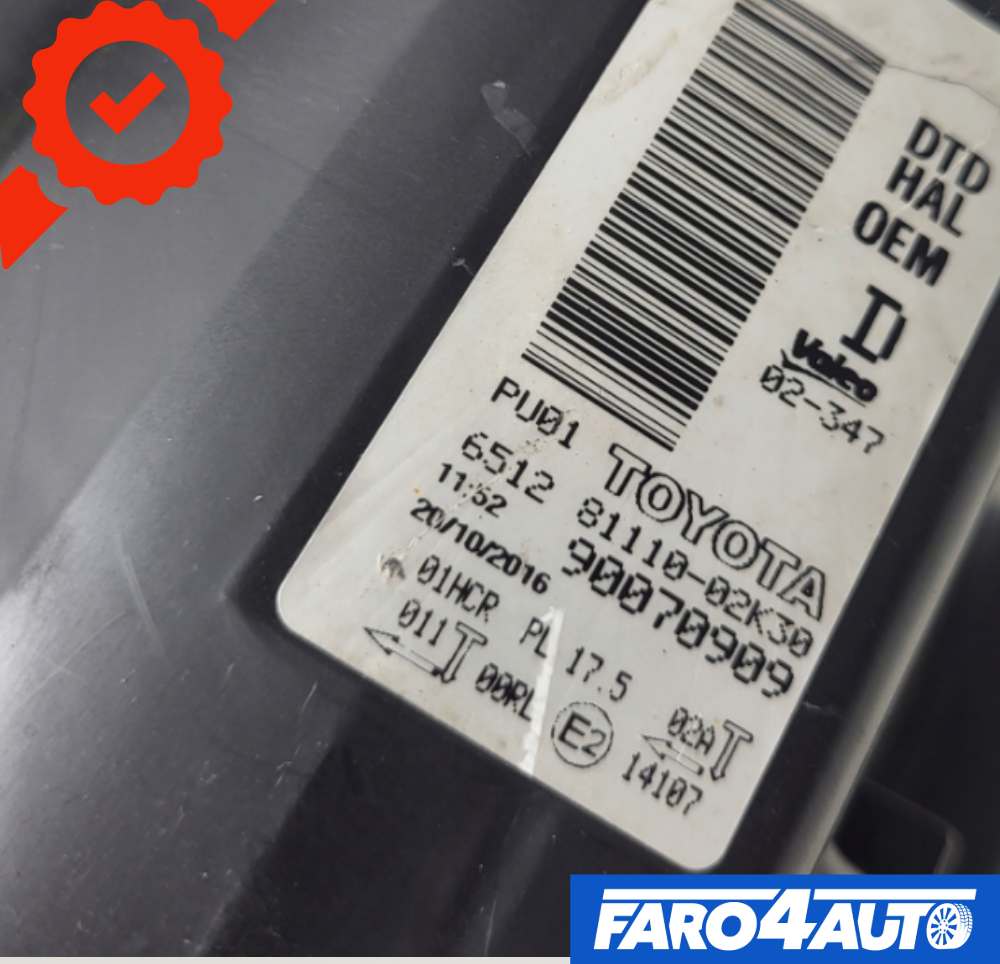 DTD
HAL
OEM
D
Valeo
02-347
PU01 TOYOTA
6512 81110-02K30
11:52 90070909
20/10/2016
01HCR PL 17.5
011 00RL E2 02A
14107
FARO4AUTO